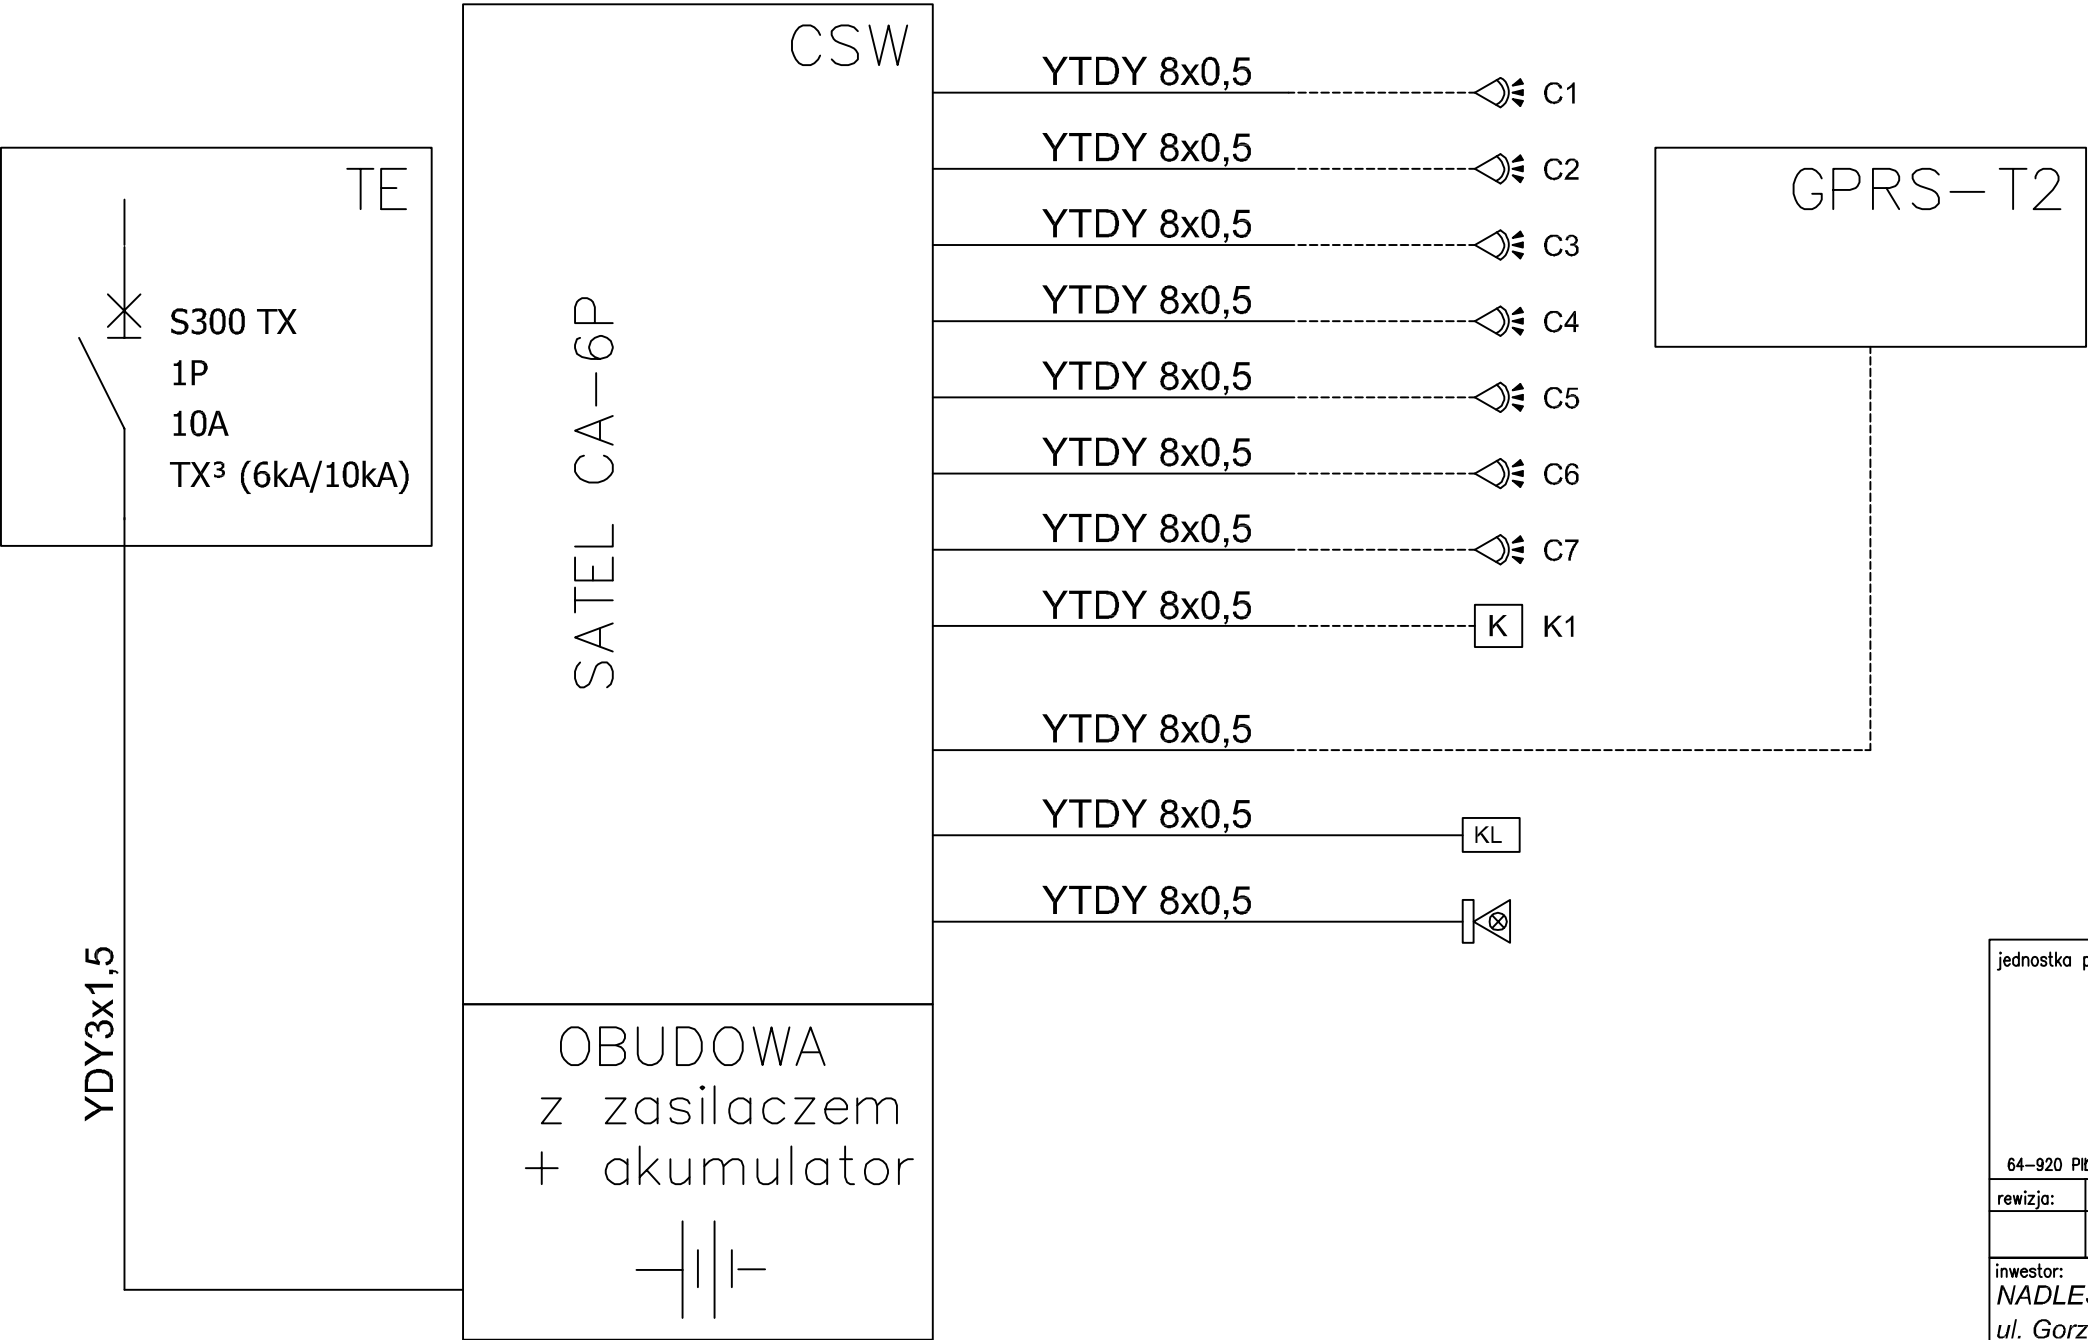 CSW
TE
S300 TX
1P
10A
TX³ (6kA/10kA)
YDY3x1,5
SATEL CA-6P
OBUDOWA
z zasilaczem
+ akumulator
YTDY 8x0,5
C1
YTDY 8x0,5
C2
YTDY 8x0,5
C3
YTDY 8x0,5
C4
YTDY 8x0,5
C5
YTDY 8x0,5
C6
YTDY 8x0,5
C7
YTDY 8x0,5
K K1
YTDY 8x0,5
YTDY 8x0,5
KL
YTDY 8x0,5
GPRS-T2
jednostka
64-920
rewizja:
inwestor:
ul.